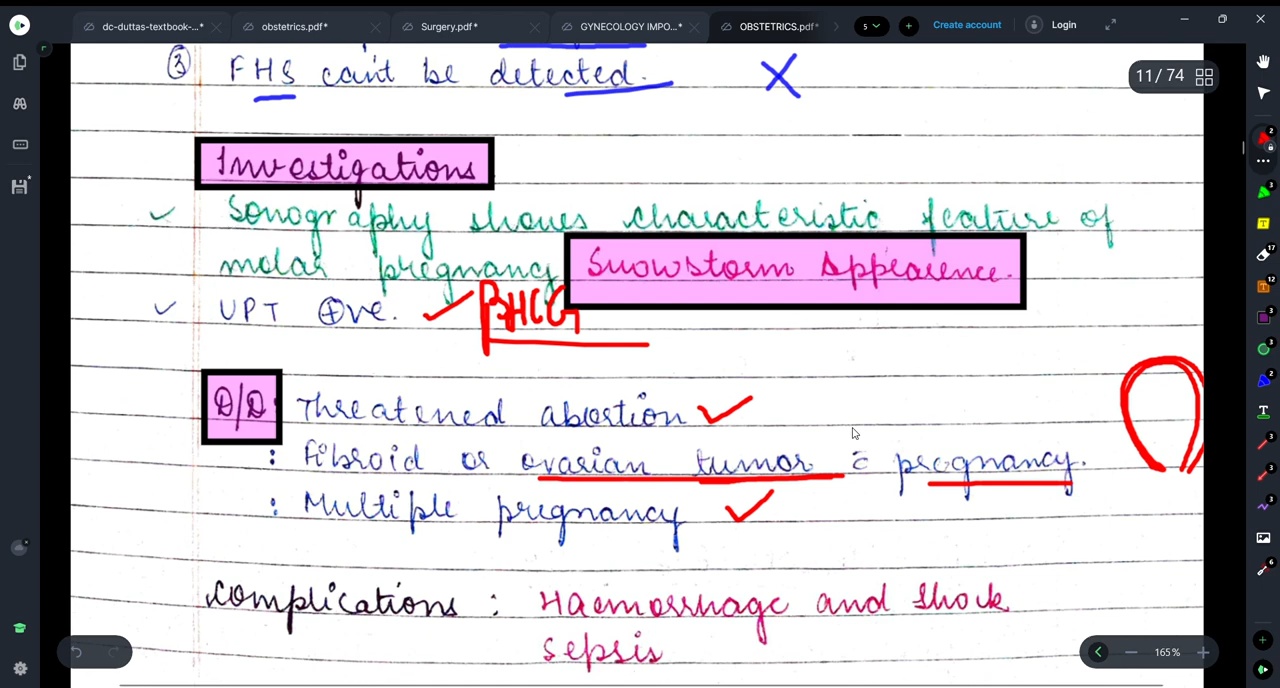 dc-duttas-textbook-...*
obstetrics.pdf*
Surgery.pdf*
GYNECOLOGY IMPO...*
OBSTETRICS.pdf*
5
Create account
Login
③ FHS can't be detected.
11 / 74
Investigations
✓ Sonography shows characteristic feature of
molar pregnancy Snowstorm Appearence.
✓ UPT ⊕ve. ✓ βHCG
D/D: Threatened abortion ✓
: Fibroid or ovarian tumor c̄ pregnancy.
: Multiple pregnancy ✓
Complications : Haemorrhage and Shock
Sepsis
165%